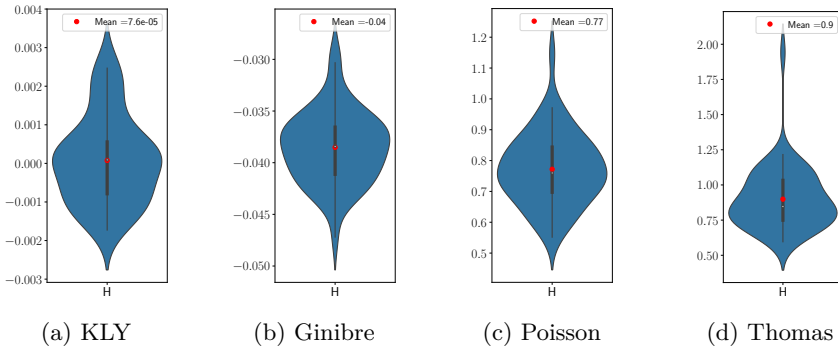 Mean =7.6e-05
0.004
0.003
0.002
0.001
0.000
−0.001
−0.002
−0.003
H
(a) KLY
Mean =-0.04
−0.030
−0.035
−0.040
−0.045
−0.050
H
(b) Ginibre
Mean =0.77
1.2
1.1
1.0
0.9
0.8
0.7
0.6
0.5
H
(c) Poisson
Mean =0.9
2.00
1.75
1.50
1.25
1.00
0.75
0.50
H
(d) Thomas